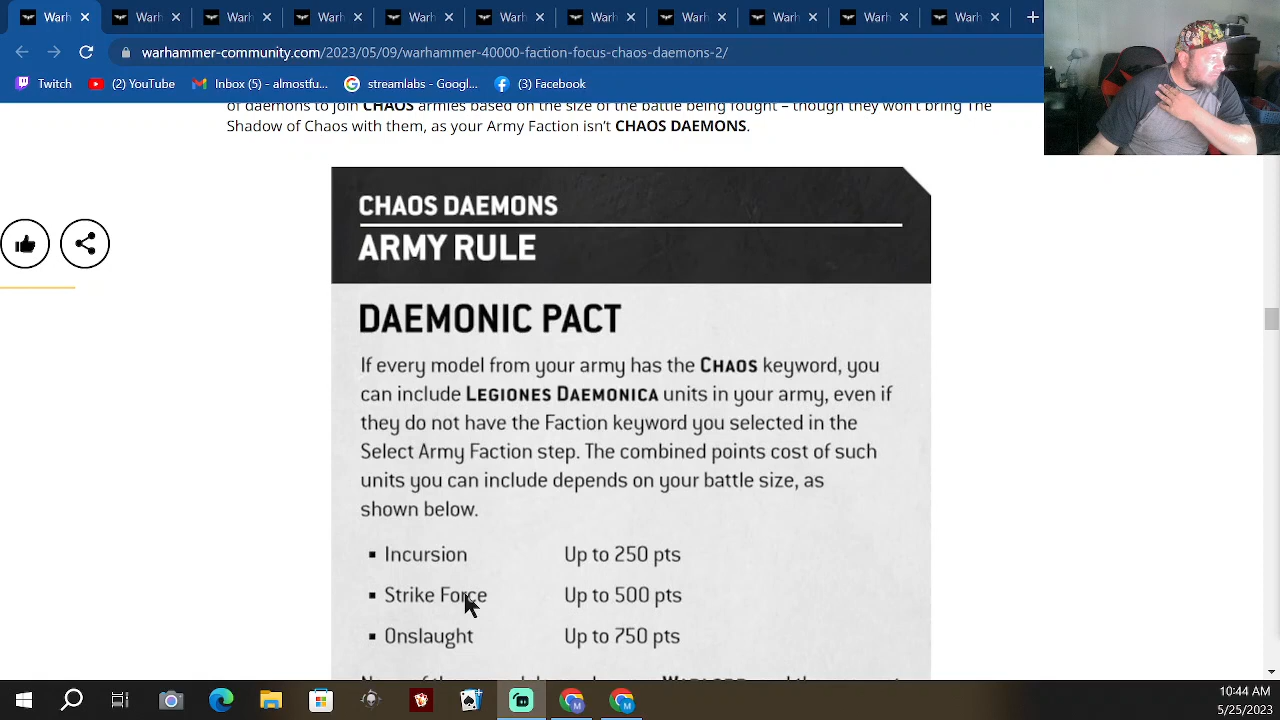 Warh Warh Warh Warh Warh Warh Warh Warh Warh Warh Warh
warhammer-community.com/2023/05/09/warhammer-40000-faction-focus-chaos-daemons-2/
Twitch (2) YouTube Inbox (5) - almostfu... streamlabs - Googl... (3) Facebook
of daemons to join CHAOS armies based on the size of the battle being fought – though they won't bring The
Shadow of Chaos with them, as your Army Faction isn't CHAOS DAEMONS.
CHAOS DAEMONS
ARMY RULE
DAEMONIC PACT
If every model from your army has the CHAOS keyword, you
can include LEGIONES DAEMONICA units in your army, even if
they do not have the Faction keyword you selected in the
Select Army Faction step. The combined points cost of such
units you can include depends on your battle size, as
shown below.
▪ Incursion Up to 250 pts
▪ Strike Force Up to 500 pts
▪ Onslaught Up to 750 pts
10:44 AM
5/25/2023